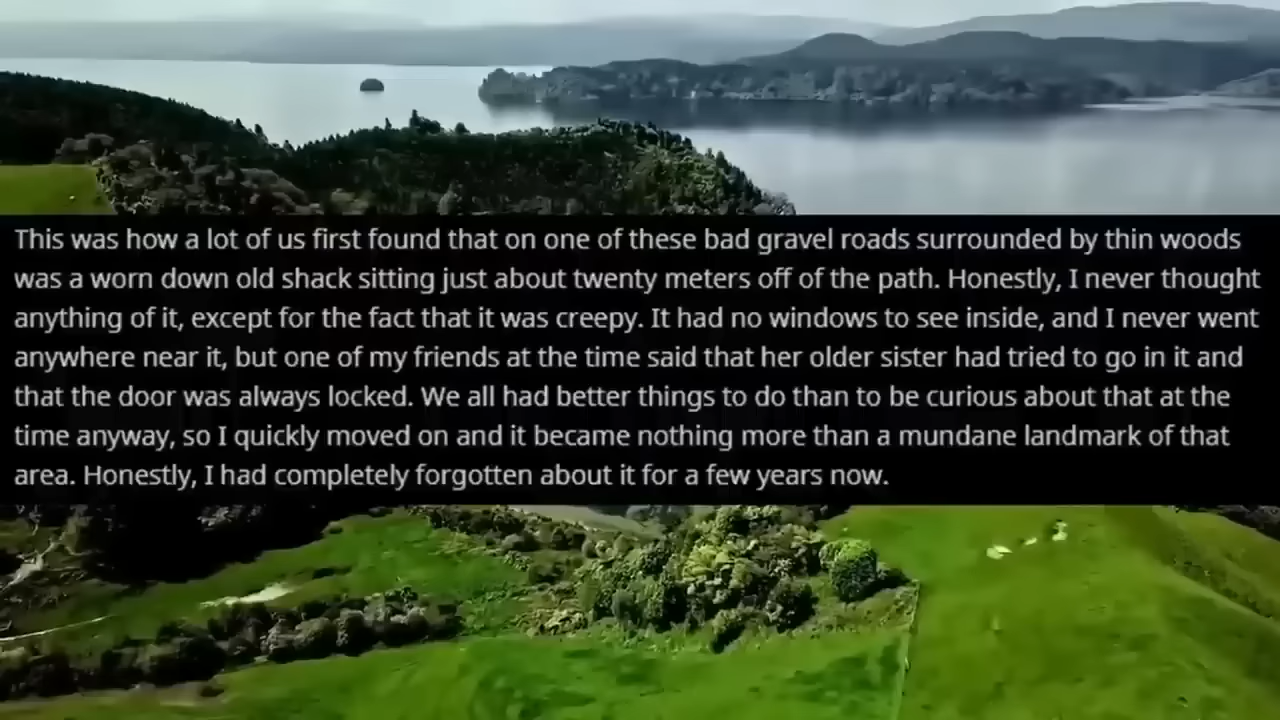 This was how a lot of us first found that on one of these bad gravel roads surrounded by thin woods
was a worn down old shack sitting just about twenty meters off of the path. Honestly, I never thought
anything of it, except for the fact that it was creepy. It had no windows to see inside, and I never went
anywhere near it, but one of my friends at the time said that her older sister had tried to go in it and
that the door was always locked. We all had better things to do than to be curious about that at the
time anyway, so I quickly moved on and it became nothing more than a mundane landmark of that
area. Honestly, I had completely forgotten about it for a few years now.